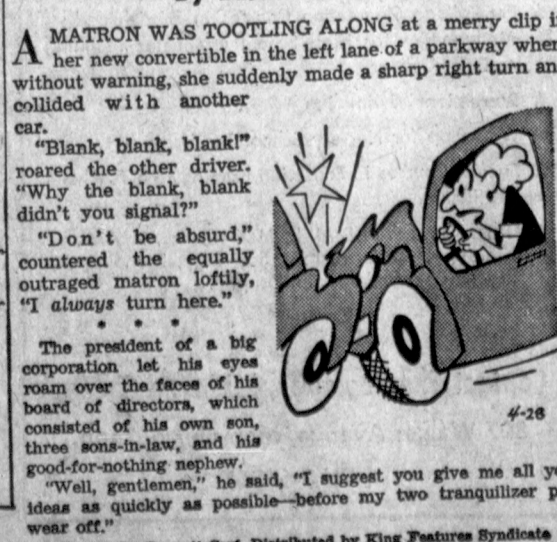 A MATRON WAS TOOTLING ALONG at a merry clip
her new convertible in the left lane of a parkway
without warning, she suddenly made a sharp right turn
collided with another
car.
"Blank, blank, blank!"
roared the other driver.
"Why the blank, blank
didn't you signal?"
"Don't be absurd,"
countered the equally
outraged matron loftily,
"I always turn here."
* * *
The president of a big
corporation let his eyes
roam over the faces of his
board of directors, which
consisted of his own son,
three sons-in-law, and his
good-for-nothing nephew.
4-28
"Well, gentlemen," he said, "I suggest you give me all
ideas as quickly as possible—before my two tranquilizer
wear off."
Distributed by King Features Syndicate